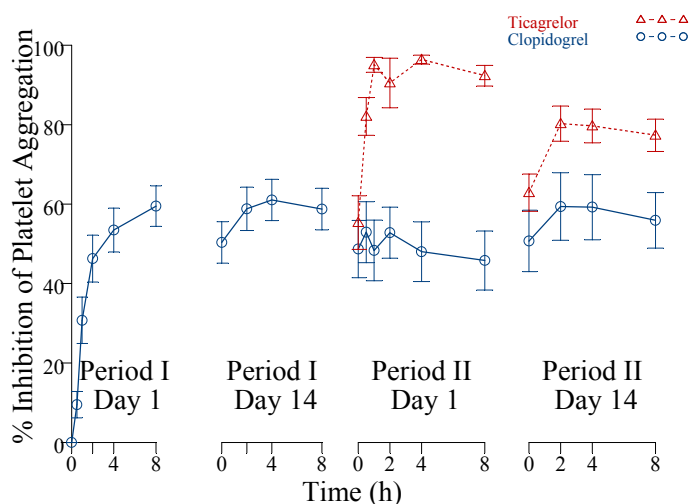 Ticagrelor
Clopidogrel
% Inhibition of Platelet Aggregation
100
80
60
40
20
0
Period I
Day 1
Period I
Day 14
Period II
Day 1
Period II
Day 14
0 4 8
0 4 8
0 2 4 8
0 2 4 8
Time (h)